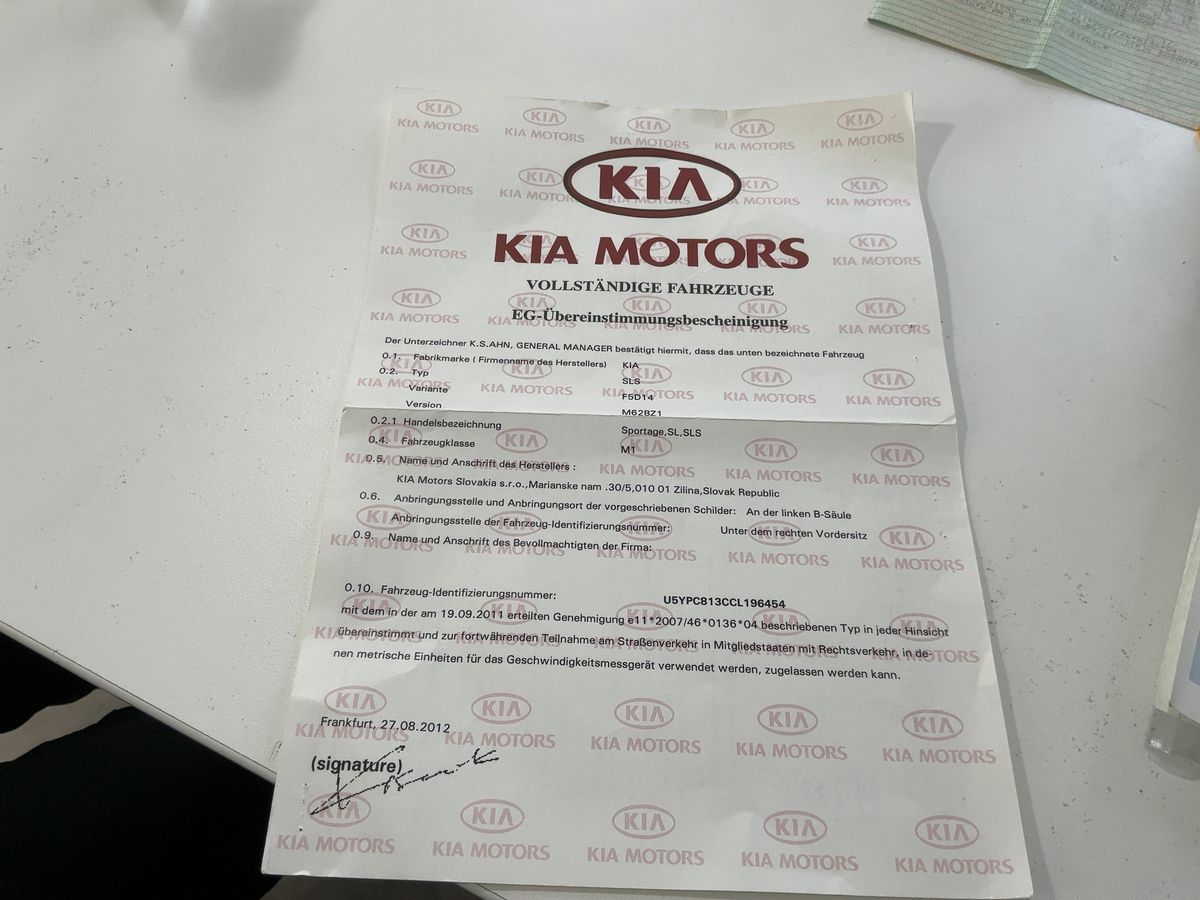 KIA
KIA MOTORS
VOLLSTÄNDIGE FAHRZEUGE
EG-Übereinstimmungsbescheinigung
Der Unterzeichner K.S.AHN, GENERAL MANAGER bestätigt hiermit, dass das unten bezeichnete Fahrzeug
0.1. Fabrikmarke ( Firmenname des Herstellers) KIA
0.2. Typ SLS
Variante F5D14
Version M62BZ1
0.2.1 Handelsbezeichnung Sportage,SL,SLS
0.4. Fahrzeugklasse M1
0.5. Name und Anschrift des Herstellers :
KIA Motors Slovakia s.r.o.,Marianske nam .30/5,010 01 Zilina,Slovak Republic
0.6. Anbringungsstelle und Anbringungsort der vorgeschriebenen Schilder: An der linken B-Säule
Anbringungsstelle der Fahrzeug-Identifizierungsnummer: Unter dem rechten Vordersitz
0.9. Name und Anschrift des Bevollmachtigten der Firma:
0.10. Fahrzeug-Identifizierungsnummer: U5YPC813CCL196454
mit dem in der am 19.09.2011 erteilten Genehmigung e11*2007/46*0136*04 beschriebenen Typ in jeder Hinsicht
übereinstimmt und zur fortwährenden Teilnahme am Straßenverkehr in Mitgliedstaaten mit Rechtsverkehr, in de-
nen metrische Einheiten für das Geschwindigkeitsmessgerät verwendet werden, zugelassen werden kann.
Frankfurt, 27.08.2012
(signature)